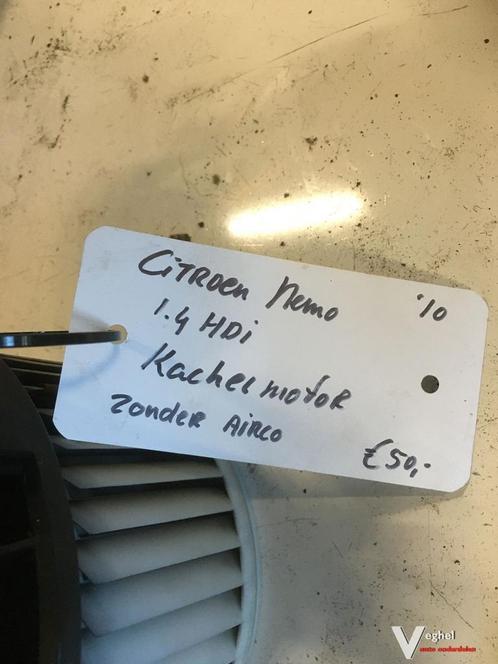 Citroen Nemo '10
1.4 HDi
Kachelmotor
zonder Airco
€50,-
Veghel
auto onderdelen